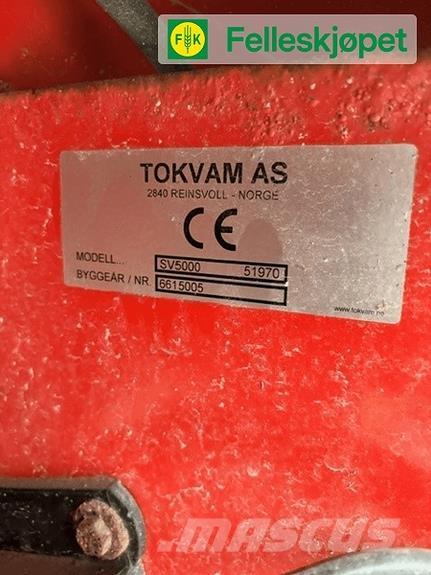 FK Felleskjøpet
TOKVAM AS
2840 REINSVOLL - NORGE
CE
MODELL... SV5000 51970
BYGGEÅR / NR. 6615005
www.tokvam.no
MASCUS